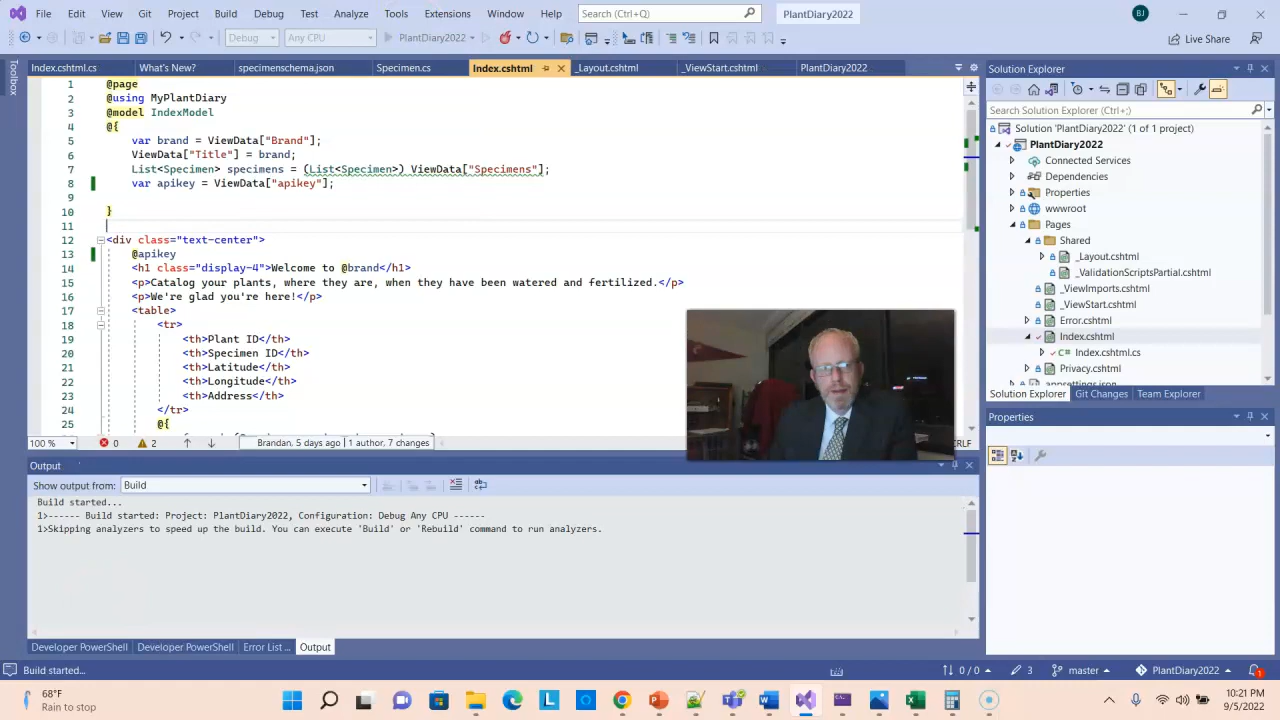 File Edit View Git Project Build Debug Test Analyze Tools Extensions Window Help Search (Ctrl+Q) PlantDiary2022 BJ
Debug Any CPU PlantDiary2022 Live Share
Index.cshtml.cs What's New? specimenschema.json Specimen.cs Index.cshtml _Layout.cshtml _ViewStart.cshtml PlantDiary2022
Toolbox
1 @page
2 @using MyPlantDiary
3 @model IndexModel
4 @{
5 var brand = ViewData["Brand"];
6 ViewData["Title"] = brand;
7 List<Specimen> specimens = (List<Specimen>) ViewData["Specimens"];
8 var apikey = ViewData["apikey"];
9
10 }
11
12 <div class="text-center">
13 @apikey
14 <h1 class="display-4">Welcome to @brand</h1>
15 <p>Catalog your plants, where they are, when they have been watered and fertilized.</p>
16 <p>We're glad you're here!</p>
17 <table>
18 <tr>
19 <th>Plant ID</th>
20 <th>Specimen ID</th>
21 <th>Latitude</th>
22 <th>Longitude</th>
23 <th>Address</th>
24 </tr>
25 @{
100 % 0 2 Brandan, 5 days ago | 1 author, 7 changes CRLF
Output
Show output from: Build
Build started...
1>------ Build started: Project: PlantDiary2022, Configuration: Debug Any CPU ------
1>Skipping analyzers to speed up the build. You can execute 'Build' or 'Rebuild' command to run analyzers.
Developer PowerShell Developer PowerShell Error List ... Output
Solution Explorer
Search Solution Explorer (Ctrl+;)
Solution 'PlantDiary2022' (1 of 1 project)
PlantDiary2022
Connected Services
Dependencies
Properties
wwwroot
Pages
Shared
_Layout.cshtml
_ValidationScriptsPartial.cshtml
_ViewImports.cshtml
_ViewStart.cshtml
Error.cshtml
Index.cshtml
C# Index.cshtml.cs
Privacy.cshtml
appsettings.json
Solution Explorer Git Changes Team Explorer
Properties
Build started... 0 / 0 3 master PlantDiary2022 1
68°F
Rain to stop
10:21 PM
9/5/2022